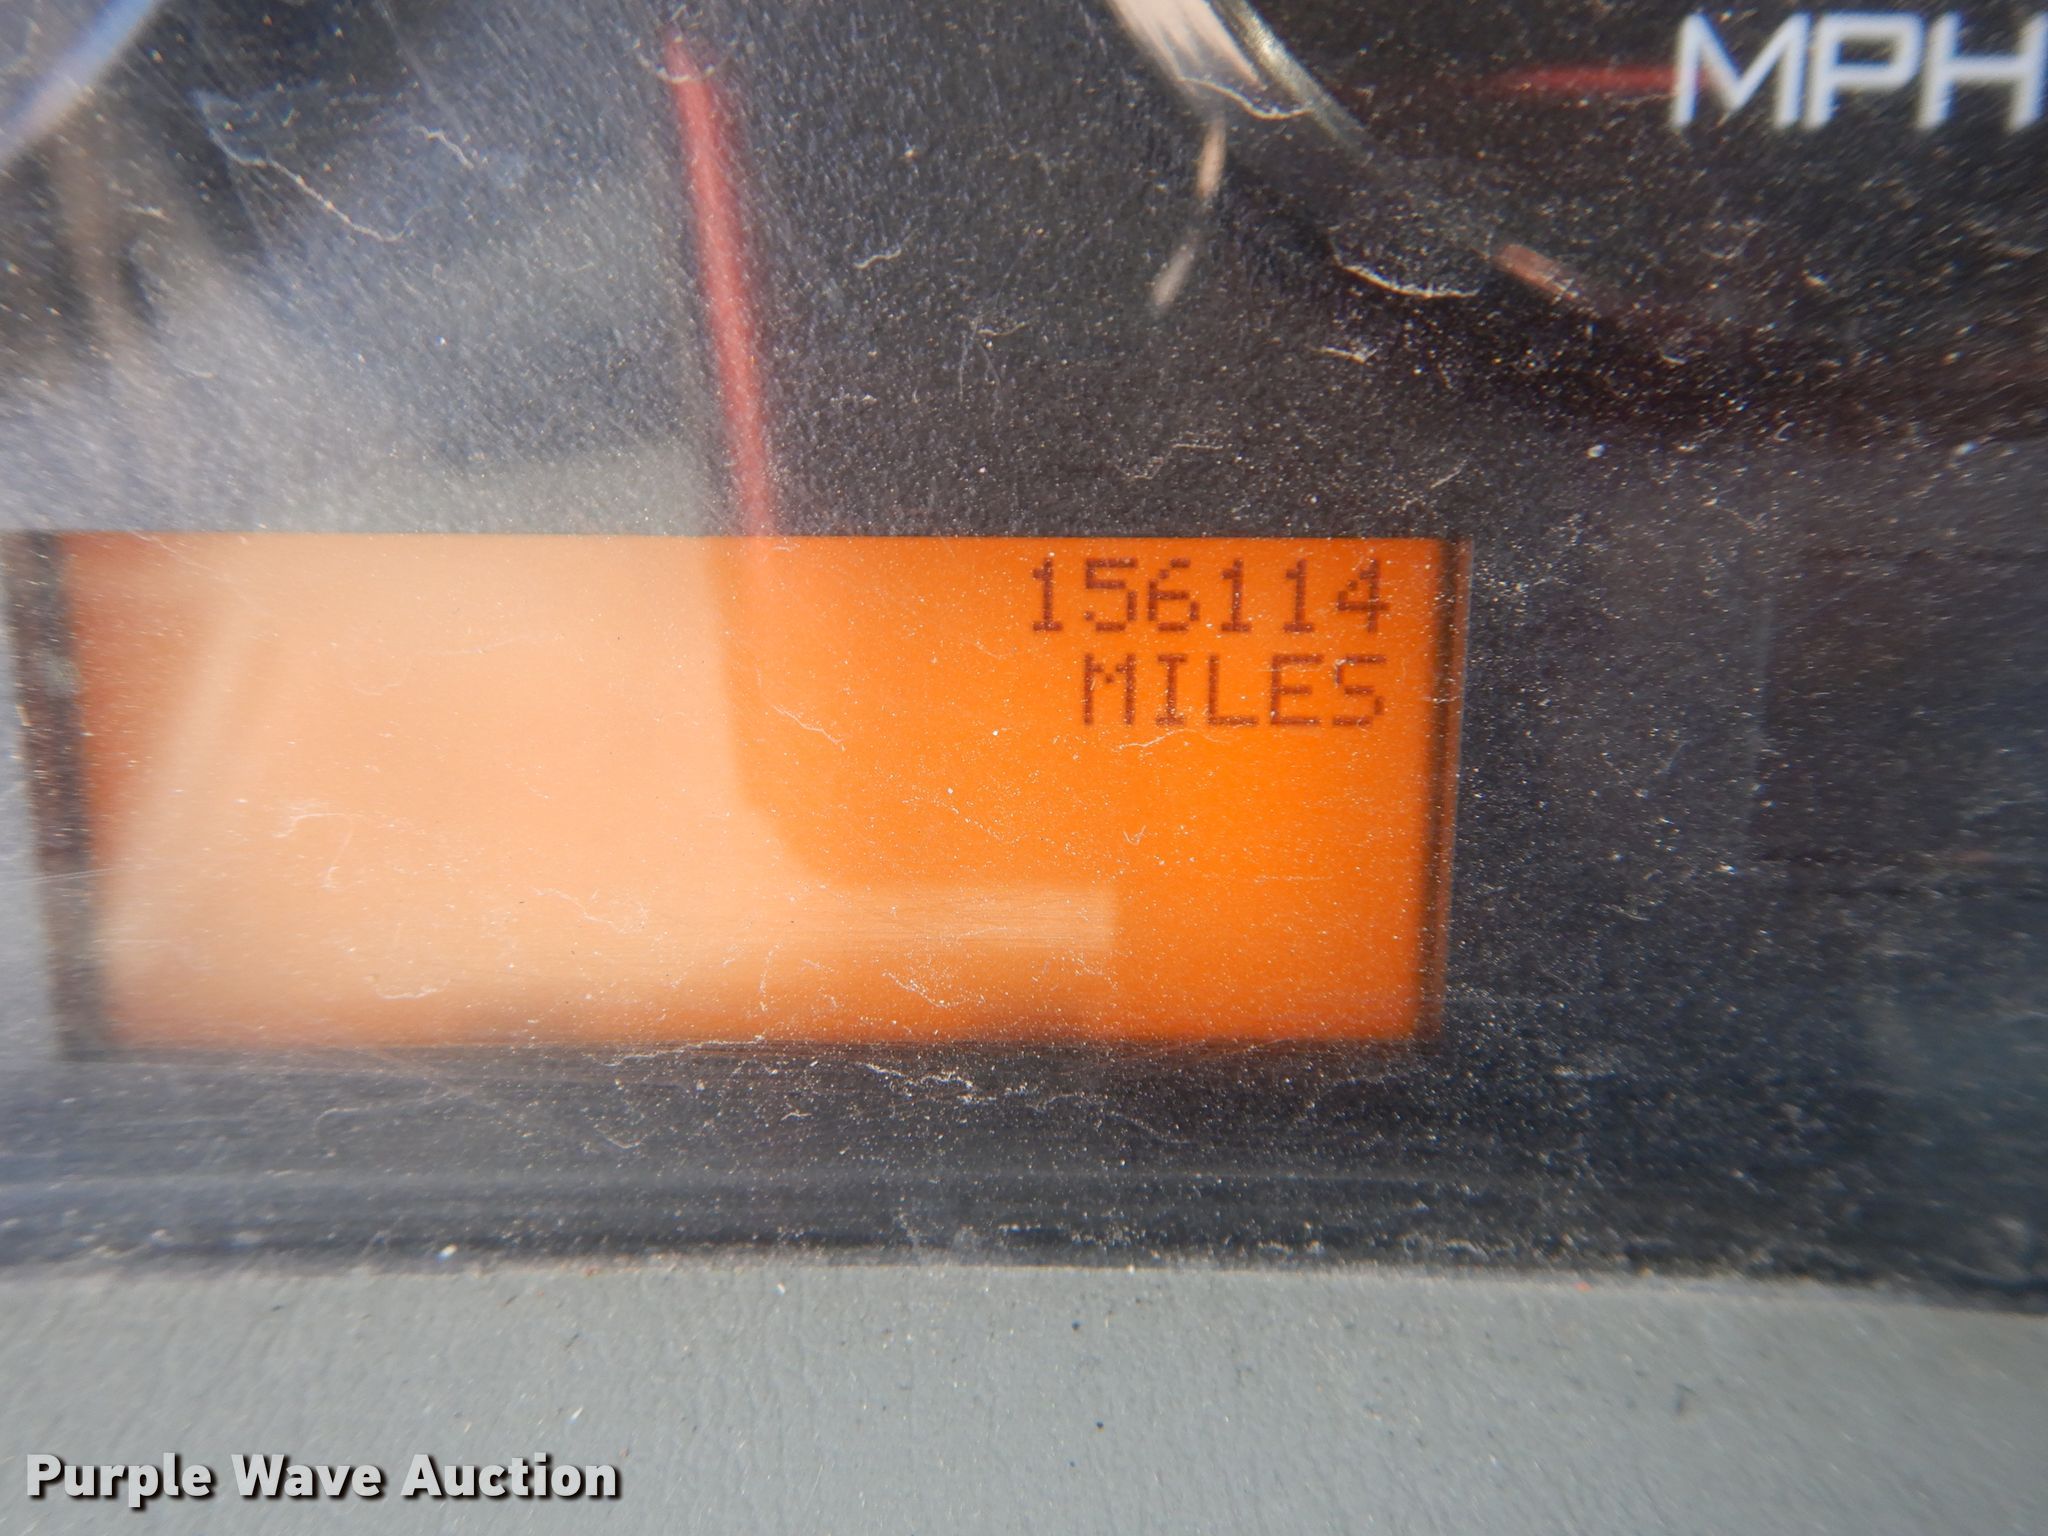 MPH
156114
MILES
Purple Wave Auction